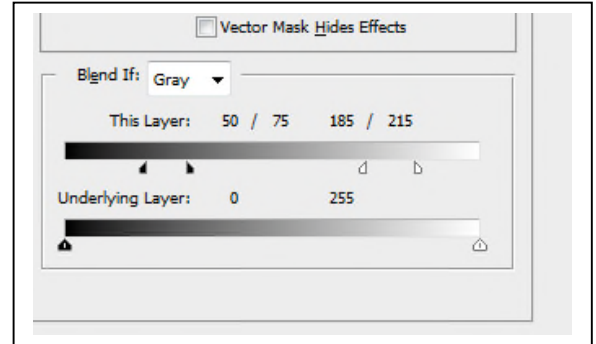 Vector Mask Hides Effects
Blend If: Gray
This Layer: 50 / 75 185 / 215
Underlying Layer: 0 255